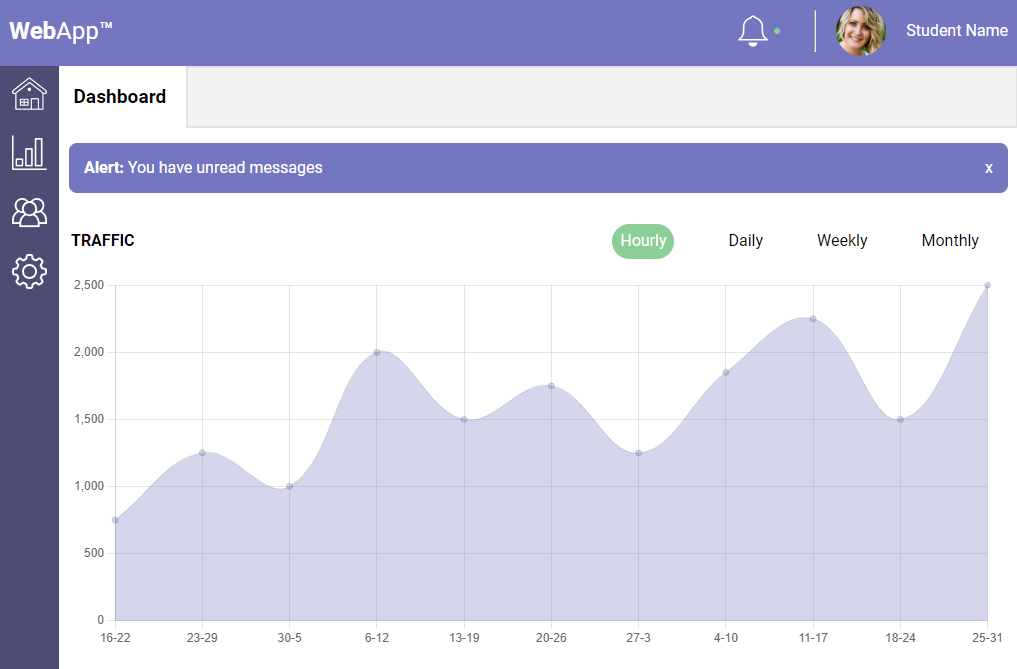 WebApp™
Student Name
Dashboard
Alert: You have unread messages
x
TRAFFIC
Hourly
Daily
Weekly
Monthly
2,500
2,000
1,500
1,000
500
0
16-22 23-29 30-5 6-12 13-19 20-26 27-3 4-10 11-17 18-24 25-31